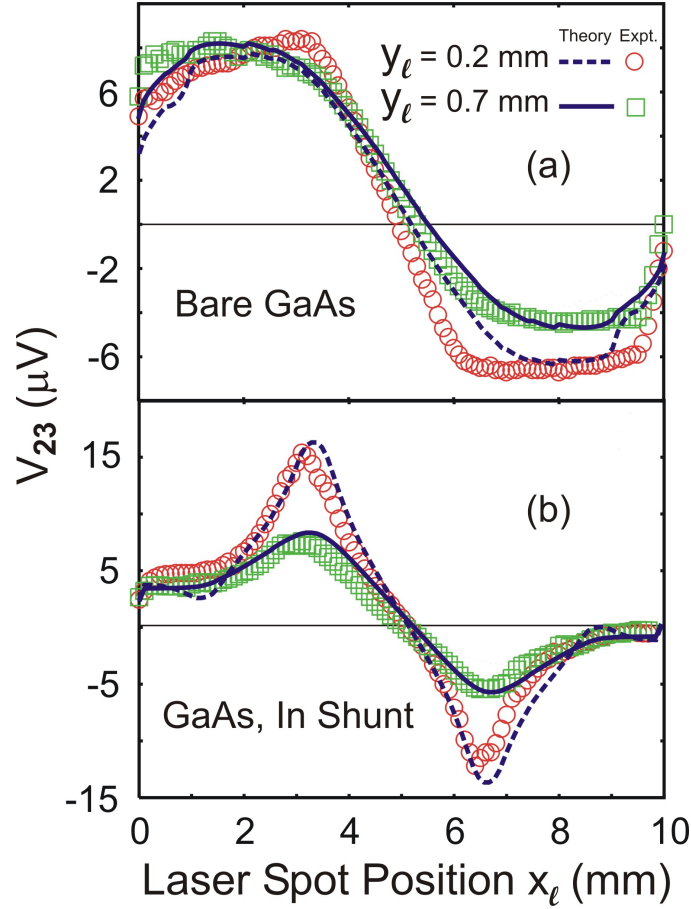 Theory Expt.
yℓ = 0.2 mm
yℓ = 0.7 mm
6
2
-2
-6
(a)
Bare GaAs
V23 (μV)
15
5
-5
-15
(b)
GaAs, In Shunt
0 2 4 6 8 10
Laser Spot Position xℓ (mm)